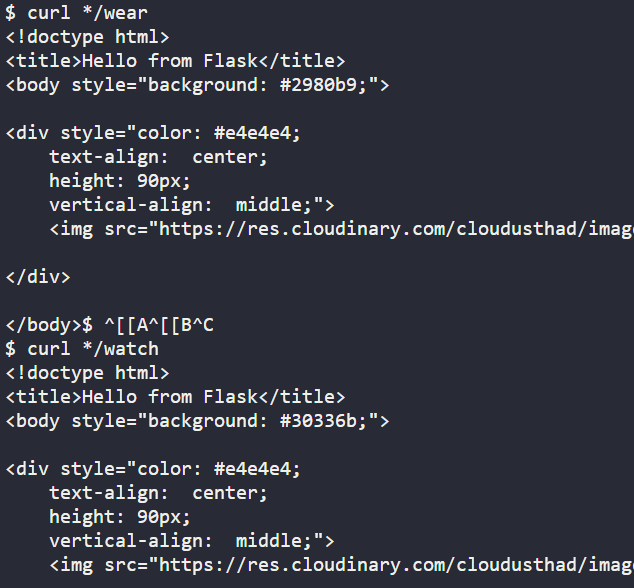 $ curl */wear
<!doctype html>
<title>Hello from Flask</title>
<body style="background: #2980b9;">
<div style="color: #e4e4e4;
    text-align:  center;
    height: 90px;
    vertical-align:  middle;">
    <img src="https://res.cloudinary.com/cloudusthad/imag
</div>
</body>$ ^[[A^[[B^C
$ curl */watch
<!doctype html>
<title>Hello from Flask</title>
<body style="background: #30336b;">
<div style="color: #e4e4e4;
    text-align:  center;
    height: 90px;
    vertical-align:  middle;">
    <img src="https://res.cloudinary.com/cloudusthad/imag